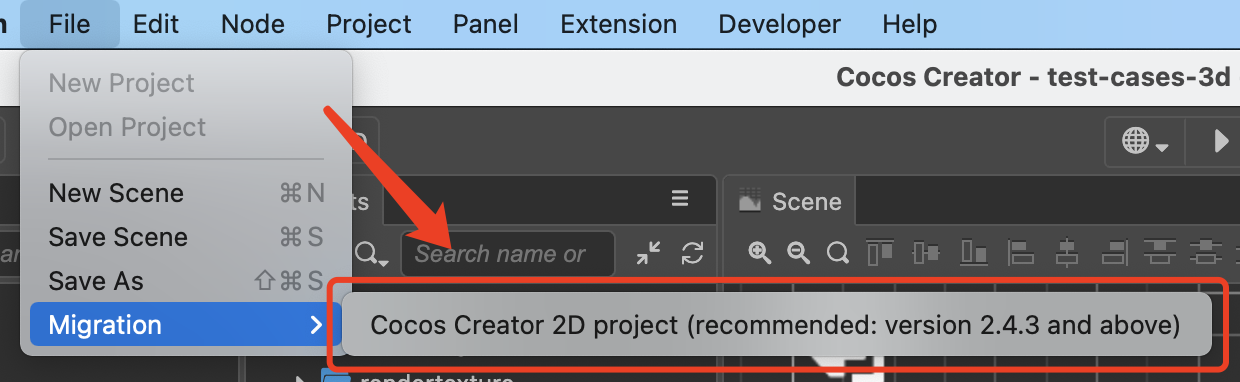 File Edit Node Project Panel Extension Developer Help
Cocos Creator - test-cases-3d
New Project
Open Project
New Scene ⌘N
Save Scene ⌘S
Save As ⇧⌘S
Migration
Cocos Creator 2D project (recommended: version 2.4.3 and above)
ts
Search name or
Scene
rendertexture